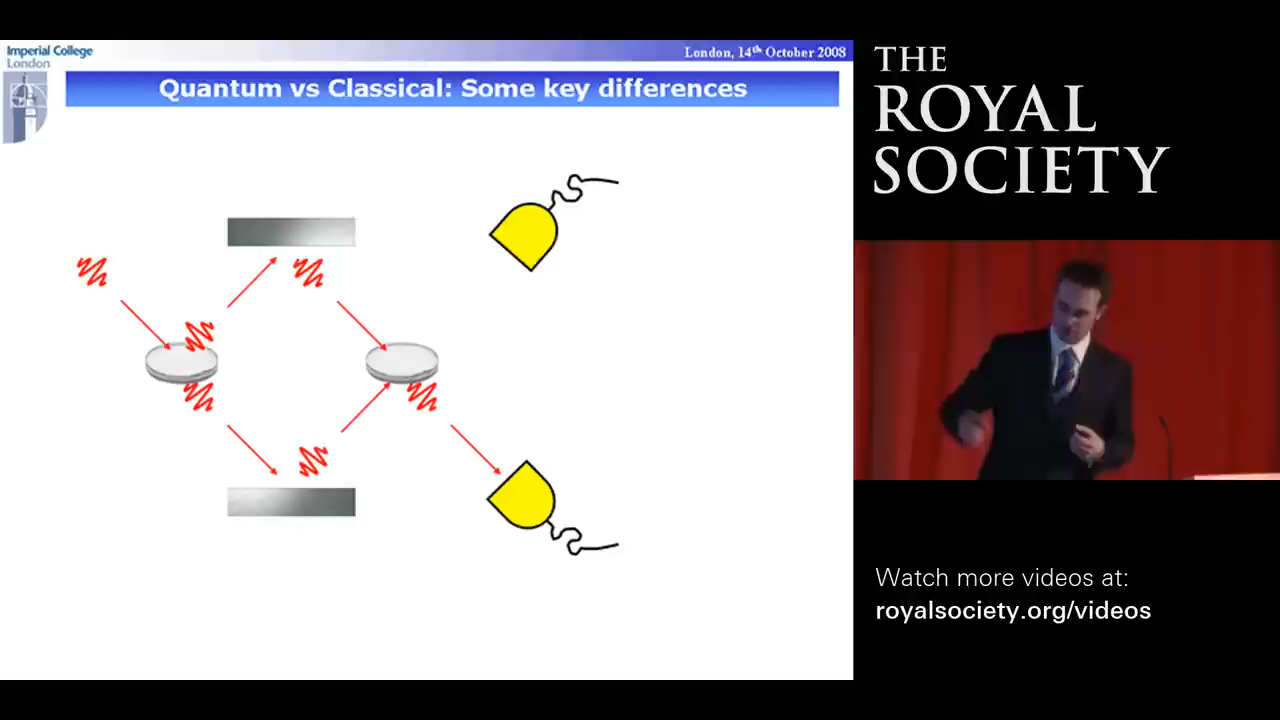 Imperial College
London
London, 14th October 2008
Quantum vs Classical: Some key differences
THE
ROYAL
SOCIETY
Watch more videos at:
royalsociety.org/videos